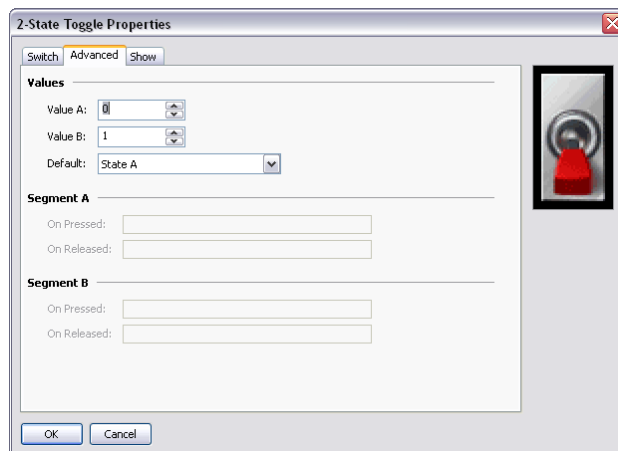 2-State Toggle Properties
Switch Advanced Show
Values
Value A: 0
Value B: 1
Default: State A
Segment A
On Pressed:
On Released:
Segment B
On Pressed:
On Released:
OK Cancel